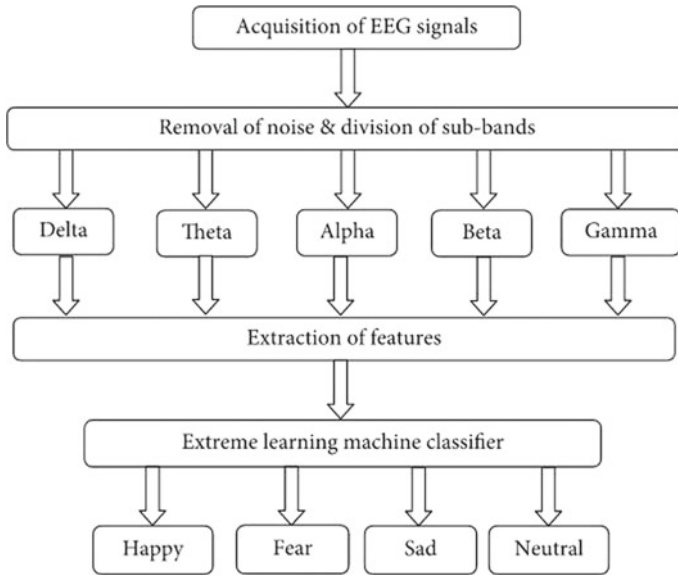 Acquisition of EEG signals
Removal of noise & division of sub-bands
Delta
Theta
Alpha
Beta
Gamma
Extraction of features
Extreme learning machine classifier
Happy
Fear
Sad
Neutral